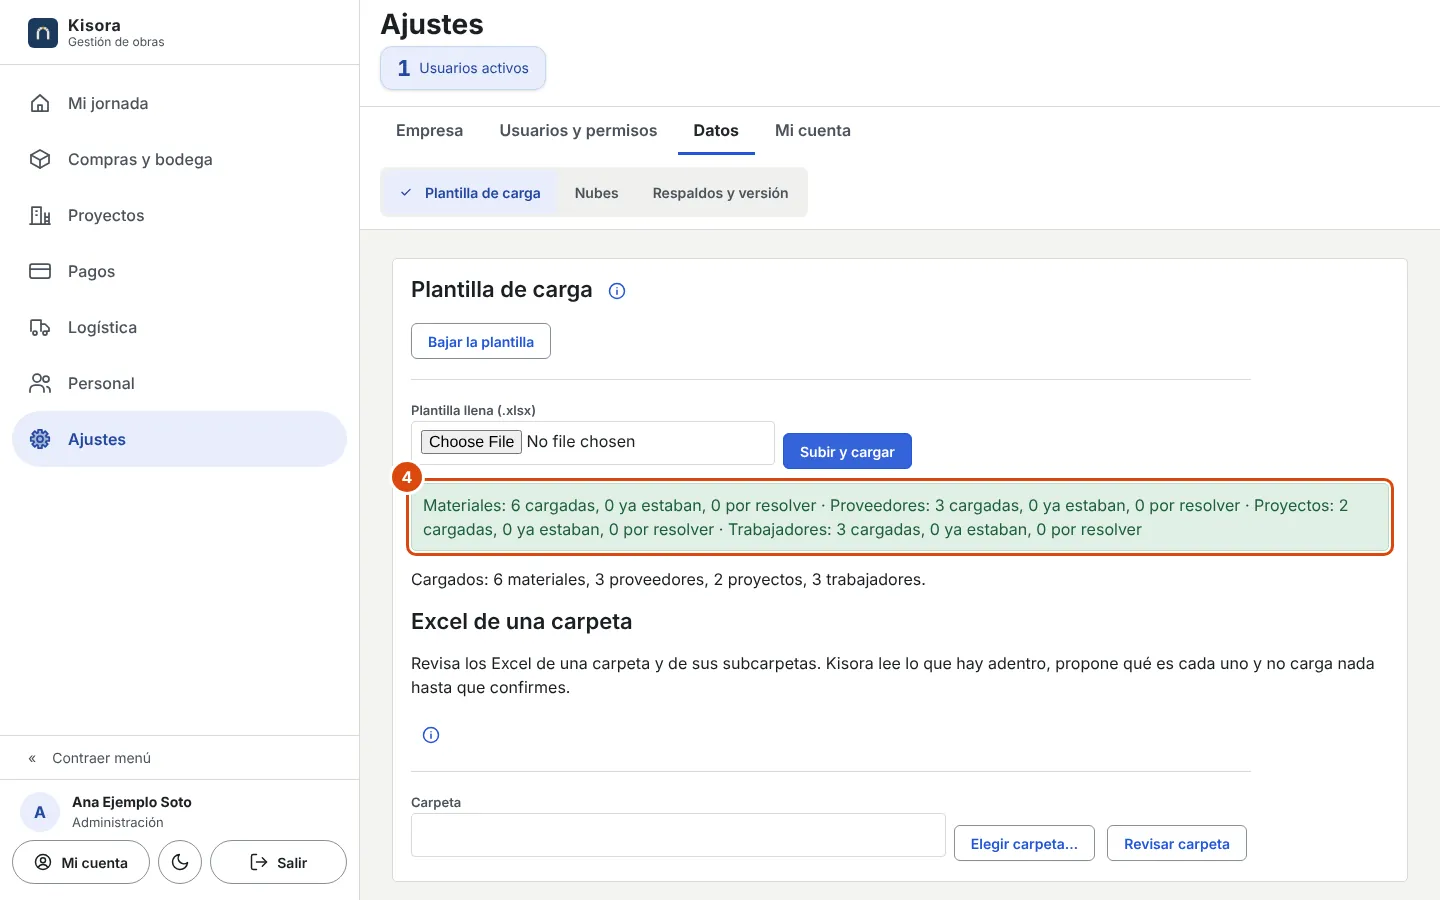 Kisora
Gestión de obras
Mi jornada
Compras y bodega
Proyectos
Pagos
Logística
Personal
Ajustes
« Contraer menú
A
Ana Ejemplo Soto
Administración
Mi cuenta
Salir
Ajustes
1 Usuarios activos
Empresa Usuarios y permisos Datos Mi cuenta
Plantilla de carga Nubes Respaldos y versión
Plantilla de carga
Bajar la plantilla
Plantilla llena (.xlsx)
Choose File No file chosen Subir y cargar
4
Materiales: 6 cargadas, 0 ya estaban, 0 por resolver · Proveedores: 3 cargadas, 0 ya estaban, 0 por resolver · Proyectos: 2
cargadas, 0 ya estaban, 0 por resolver · Trabajadores: 3 cargadas, 0 ya estaban, 0 por resolver
Cargados: 6 materiales, 3 proveedores, 2 proyectos, 3 trabajadores.
Excel de una carpeta
Revisa los Excel de una carpeta y de sus subcarpetas. Kisora lee lo que hay adentro, propone qué es cada uno y no carga nada
hasta que confirmes.
Carpeta
Elegir carpeta... Revisar carpeta